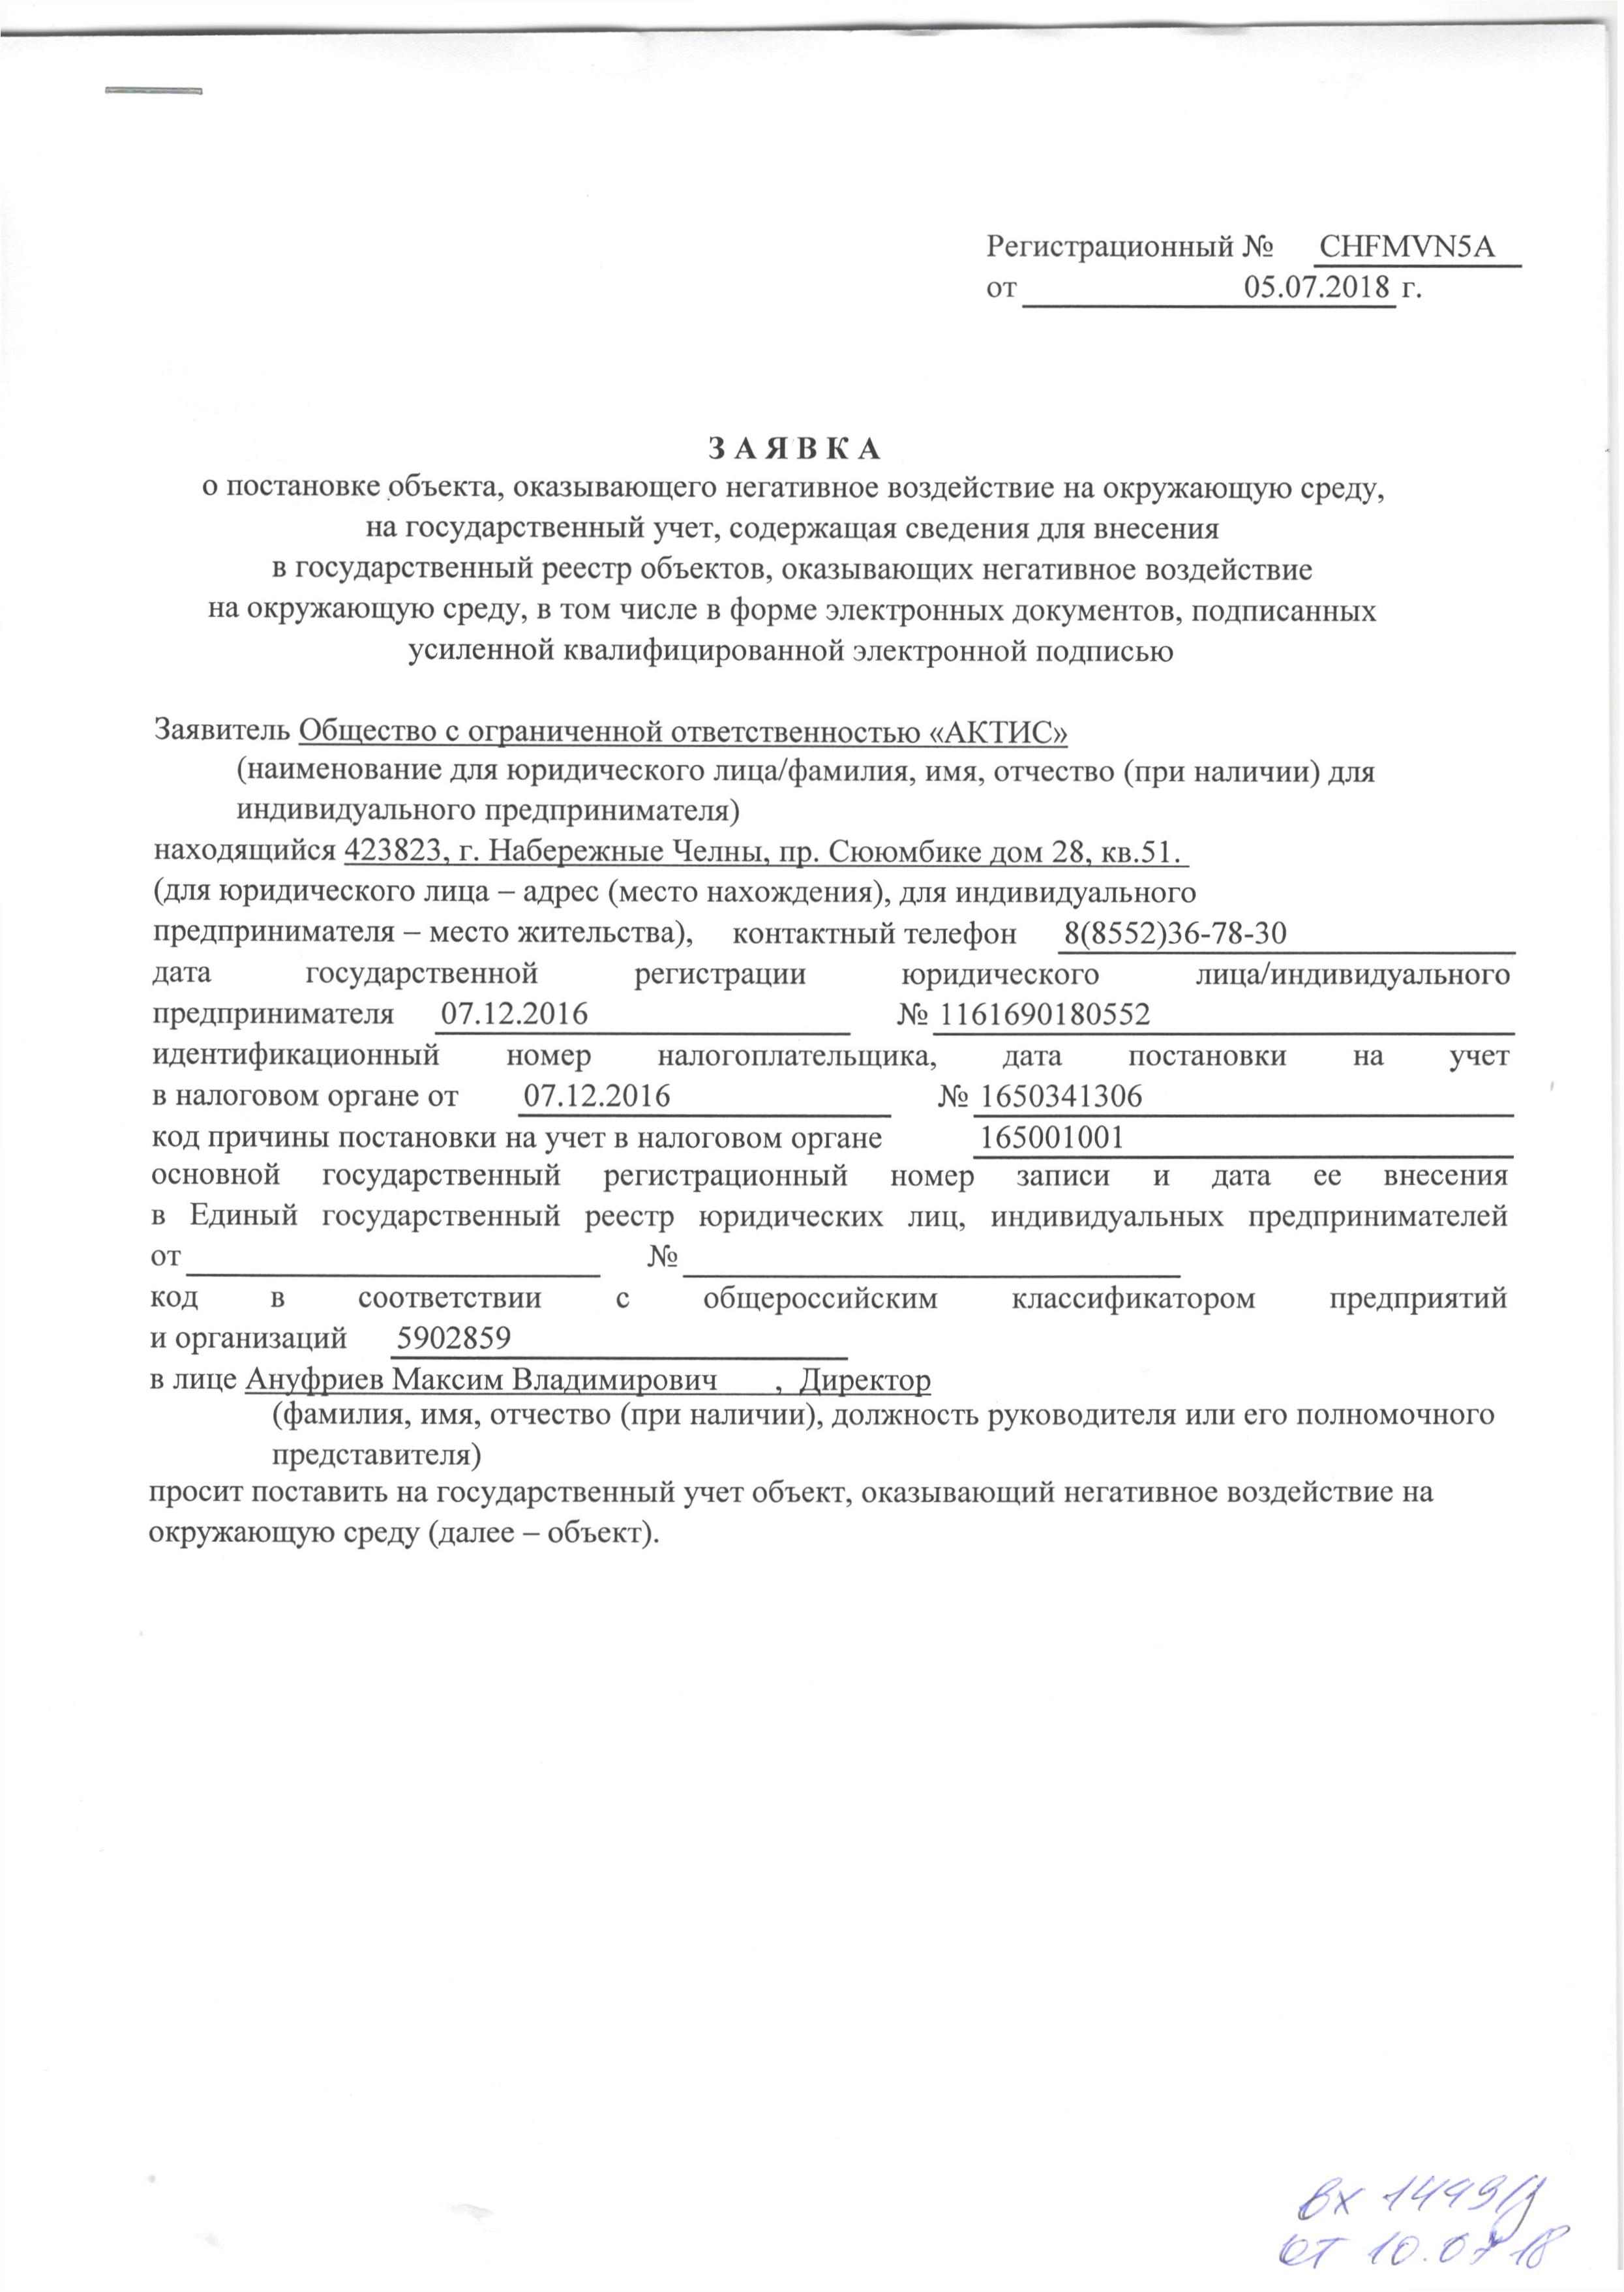 Регистрационный № CHFMVN5A
от 05.07.2018 г.
З А Я В К А
о постановке объекта, оказывающего негативное воздействие на окружающую среду,
на государственный учет, содержащая сведения для внесения
в государственный реестр объектов, оказывающих негативное воздействие
на окружающую среду, в том числе в форме электронных документов, подписанных
усиленной квалифицированной электронной подписью
Заявитель Общество с ограниченной ответственностью «АКТИС»
(наименование для юридического лица/фамилия, имя, отчество (при наличии) для
индивидуального предпринимателя)
находящийся 423823, г. Набережные Челны, пр. Сююмбике дом 28, кв.51.
(для юридического лица – адрес (место нахождения), для индивидуального
предпринимателя – место жительства), контактный телефон 8(8552)36-78-30
дата государственной регистрации юридического лица/индивидуального
предпринимателя 07.12.2016 № 1161690180552
идентификационный номер налогоплательщика, дата постановки на учет
в налоговом органе от 07.12.2016 № 1650341306
код причины постановки на учет в налоговом органе 165001001
основной государственный регистрационный номер записи и дата ее внесения
в Единый государственный реестр юридических лиц, индивидуальных предпринимателей
от №
код в соответствии с общероссийским классификатором предприятий
и организаций 5902859
в лице Ануфриев Максим Владимирович , Директор
(фамилия, имя, отчество (при наличии), должность руководителя или его полномочного
представителя)
просит поставить на государственный учет объект, оказывающий негативное воздействие на
окружающую среду (далее – объект).
вх
от 10.07 18